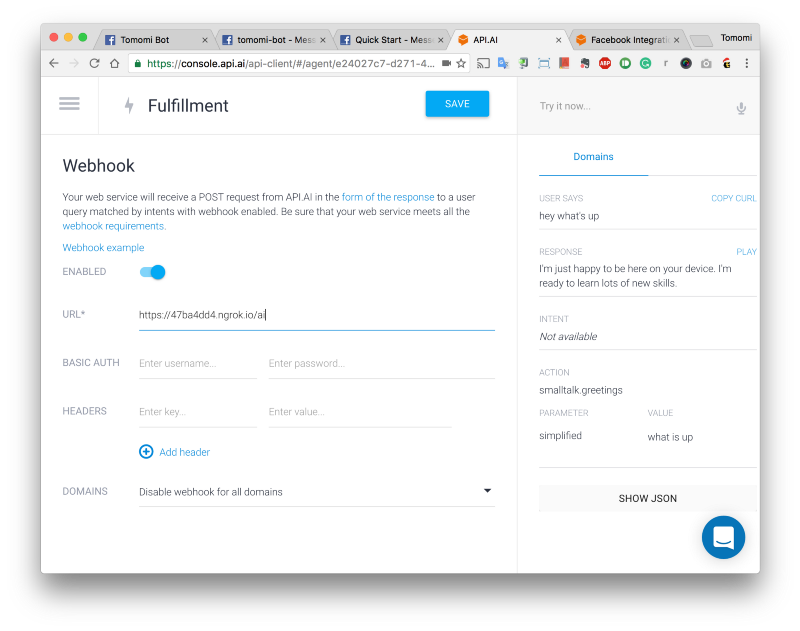 Tomomi Bot
tomomi-bot - Mess
Quick Start - Messe
API.AI
Facebook Integratio
Tomomi
https://console.api.ai/api-client/#/agent/e24027c7-d271-4...
ABP
Fulfillment
SAVE
Try it now...
Webhook
Your web service will receive a POST request from API.AI in the form of the response to a user
query matched by intents with webhook enabled. Be sure that your web service meets all the
webhook requirements.
Webhook example
ENABLED
URL*
https://47ba4dd4.ngrok.io/ai
BASIC AUTH
Enter username...
Enter password...
HEADERS
Enter key...
Enter value...
Add header
DOMAINS
Disable webhook for all domains
Domains
USER SAYS
COPY CURL
hey what's up
RESPONSE
PLAY
I'm just happy to be here on your device. I'm
ready to learn lots of new skills.
INTENT
Not available
ACTION
smalltalk.greetings
PARAMETER
VALUE
simplified
what is up
SHOW JSON